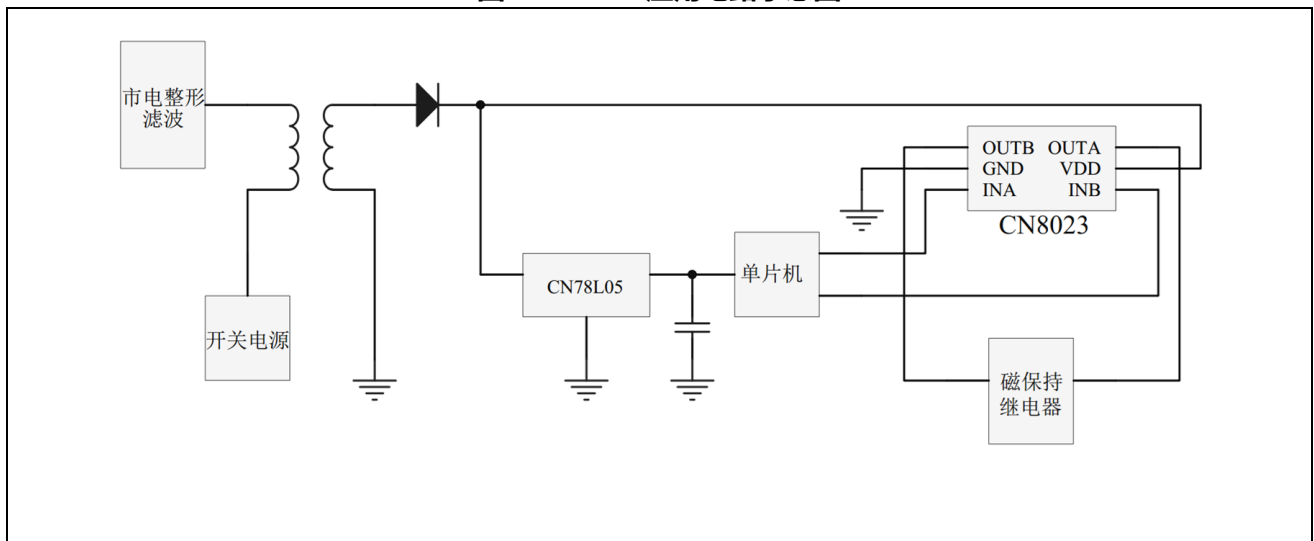 市电整形
滤波
OUTB OUTA
GND VDD
INA INB
CN8023
单片机
CN78L05
开关电源
磁保持
继电器